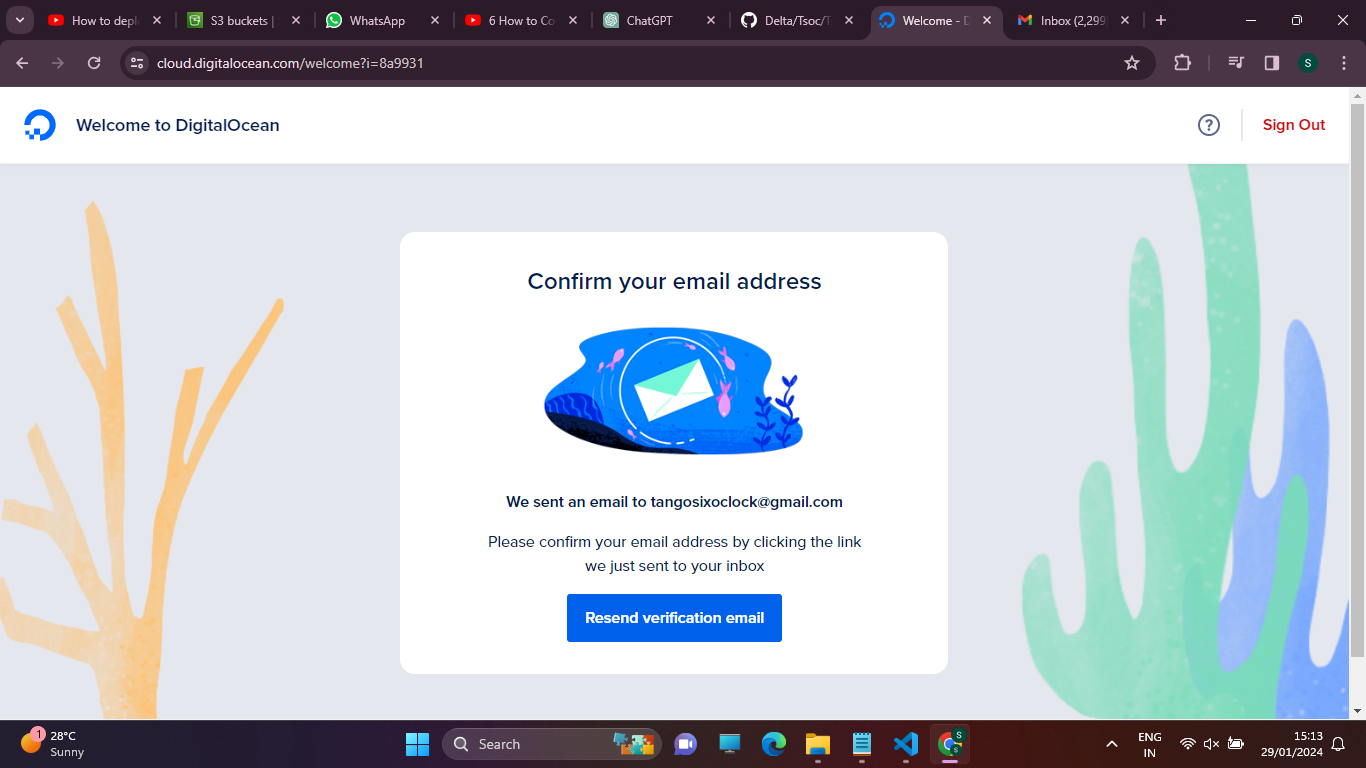 How to depl
S3 buckets |
WhatsApp
6 How to Co
ChatGPT
Delta/Tsoc/T
Welcome - D
Inbox (2,299
cloud.digitalocean.com/welcome?i=8a9931
S
Welcome to DigitalOcean
?
Sign Out
Confirm your email address
We sent an email to tangosixoclock@gmail.com
Please confirm your email address by clicking the link
we just sent to your inbox
Resend verification email
1
28°C
Sunny
Search
S
ENG
IN
15:13
29/01/2024